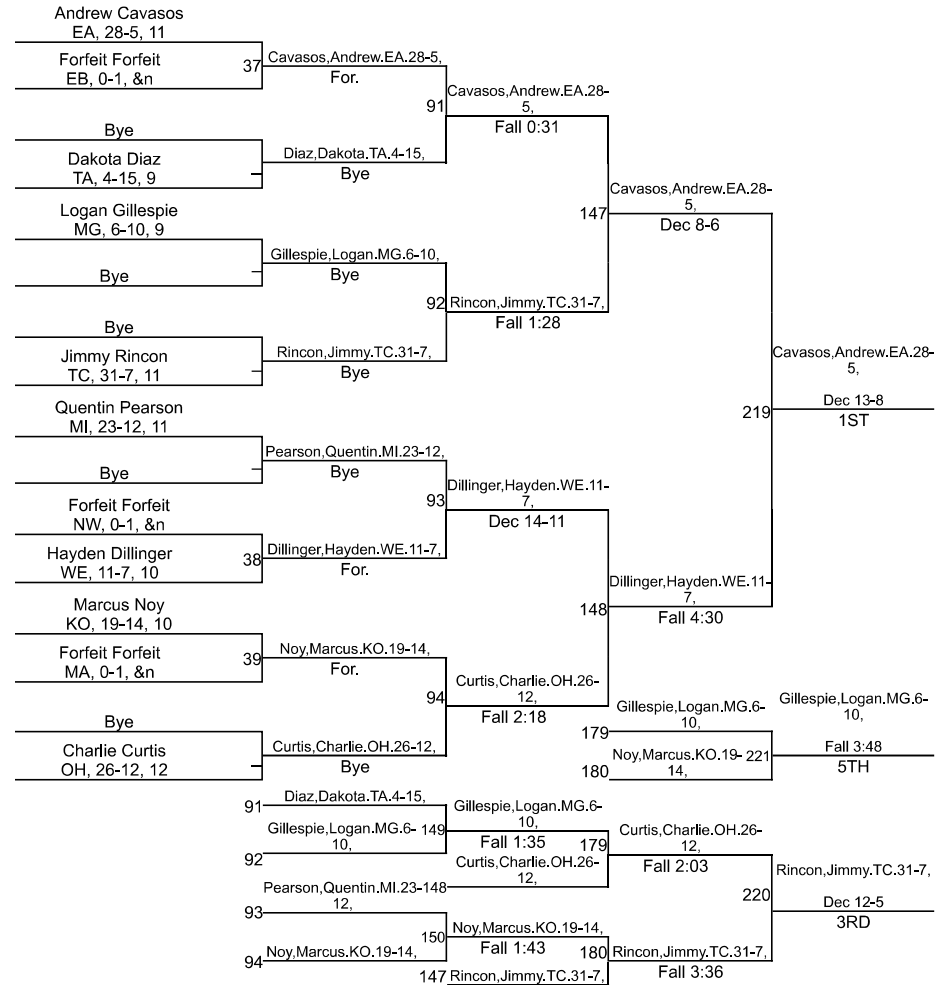 Andrew Cavasos
EA, 28-5, 11
Forfeit Forfeit
EB, 0-1, &n
37
Cavasos,Andrew.EA.28-5,
For.
91
Cavasos,Andrew.EA.28-
5,
Fall 0:31
Bye
Dakota Diaz
TA, 4-15, 9
Diaz,Dakota.TA.4-15,
Bye
147
Cavasos,Andrew.EA.28-
5,
Dec 8-6
Logan Gillespie
MG, 6-10, 9
Bye
Gillespie,Logan.MG.6-10,
Bye
92
Rincon,Jimmy.TC.31-7,
Fall 1:28
Bye
Jimmy Rincon
TC, 31-7, 11
Rincon,Jimmy.TC.31-7,
Bye
219
Cavasos,Andrew.EA.28-
5,
Dec 13-8
1ST
Quentin Pearson
MI, 23-12, 11
Bye
Pearson,Quentin.MI.23-12,
Bye
93
Dillinger,Hayden.WE.11-
7,
Dec 14-11
Forfeit Forfeit
NW, 0-1, &n
Hayden Dillinger
WE, 11-7, 10
38
Dillinger,Hayden.WE.11-7,
For.
148
Dillinger,Hayden.WE.11-
7,
Fall 4:30
Marcus Noy
KO, 19-14, 10
Forfeit Forfeit
MA, 0-1, &n
39
Noy,Marcus.KO.19-14,
For.
94
Curtis,Charlie.OH.26-
12,
Fall 2:18
Bye
Charlie Curtis
OH, 26-12, 12
Curtis,Charlie.OH.26-12,
Bye
179
Gillespie,Logan.MG.6-
10,
180
Noy,Marcus.KO.19-
14,
221
Gillespie,Logan.MG.6-
10,
Fall 3:48
5TH
91
Diaz,Dakota.TA.4-15,
92
Gillespie,Logan.MG.6-
10,
149
Gillespie,Logan.MG.6-
10,
Fall 1:35
148
Curtis,Charlie.OH.26-
12,
179
Curtis,Charlie.OH.26-
12,
Fall 2:03
93
Pearson,Quentin.MI.23-
12,
94
Noy,Marcus.KO.19-14,
150
Noy,Marcus.KO.19-14,
Fall 1:43
147
Rincon,Jimmy.TC.31-7,
180
Rincon,Jimmy.TC.31-7,
Fall 3:36
220
Rincon,Jimmy.TC.31-7,
Dec 12-5
3RD